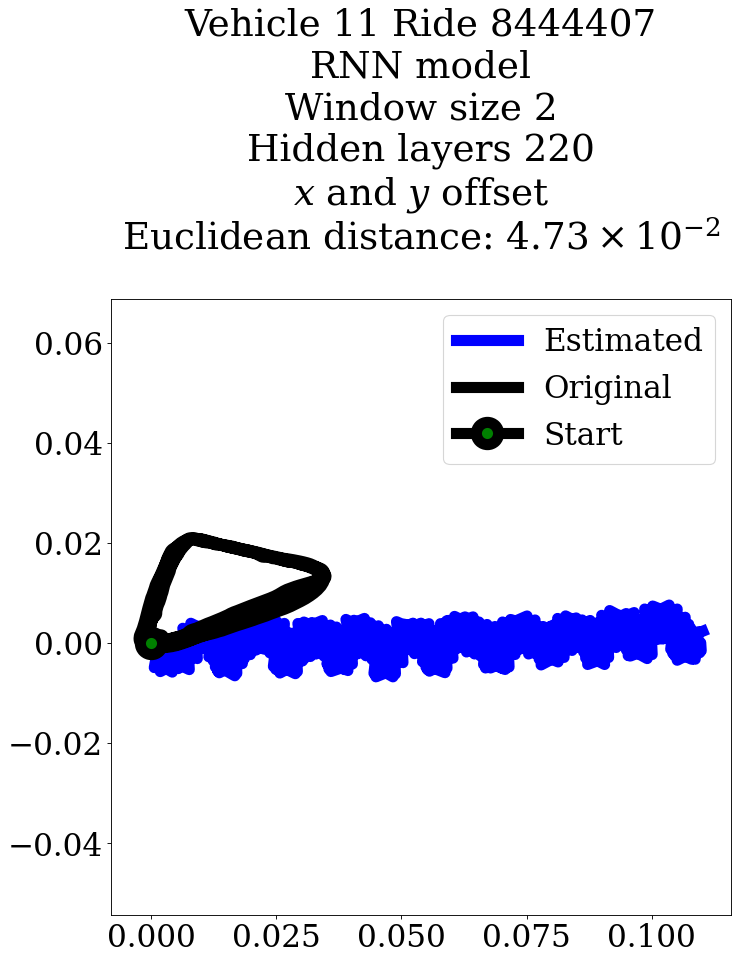 Vehicle 11 Ride 8444407
RNN model
Window size 2
Hidden layers 220
x and y offset
Euclidean distance: 4.73 × 10⁻²
Estimated
Original
Start
0.06
0.04
0.02
0.00
−0.02
−0.04
0.000 0.025 0.050 0.075 0.100